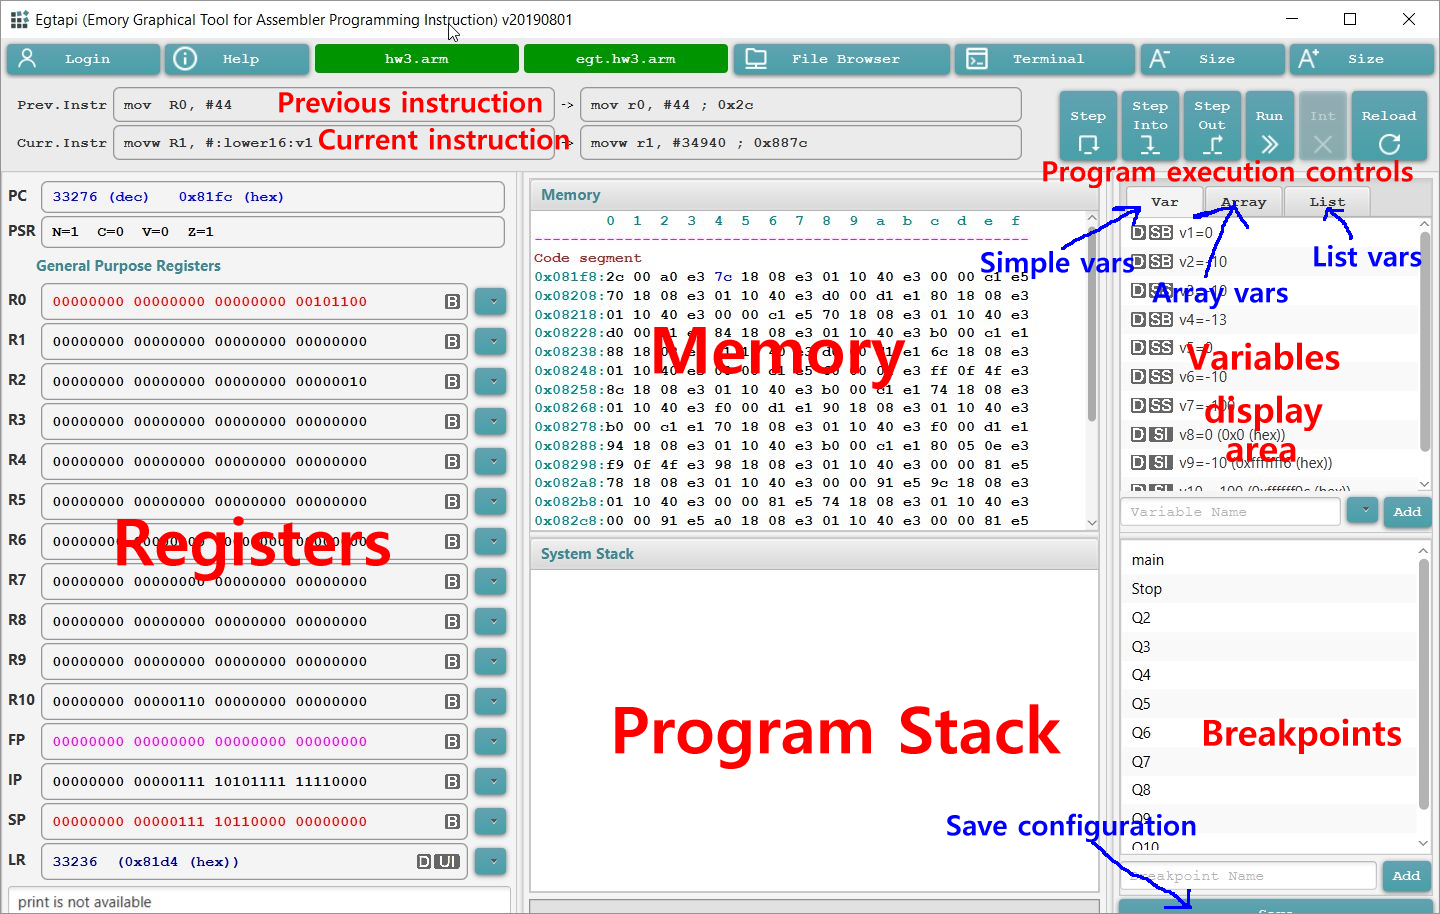 Egtapi (Emory Graphical Tool for Assembler Programming Instruction) v20190801
Login Help hw3.arm egt.hw3.arm File Browser Terminal A- Size A+ Size
Prev.Instr mov R0, #44 Previous instruction -> mov r0, #44 ; 0x2c
Curr.Instr movw R1, #:lower16:v1 Current instruction -> movw r1, #34940 ; 0x887c
Step Step Into Step Out Run Int Reload
Program execution controls
PC 33276 (dec) 0x81fc (hex)
PSR N=1 C=0 V=0 Z=1
General Purpose Registers
R0 00000000 00000000 00000000 00101100 B
R1 00000000 00000000 00000000 00000000 B
R2 00000000 00000000 00000000 00000010 B
R3 00000000 00000000 00000000 00000000 B
R4 00000000 00000000 00000000 00000000 B
R5 00000000 00000000 00000000 00000000 B
R6 B
R7 00000000 00000000 00000000 00000000 B
R8 00000000 00000000 00000000 00000000 B
R9 00000000 00000000 00000000 00000000 B
R10 00000000 00000110 00000000 00000000 B
FP 00000000 00000000 00000000 00000000 B
IP 00000000 00000111 10101111 11110000 B
SP 00000000 00000111 10110000 00000000 B
LR 33236 (0x81d4 (hex)) D UI
print is not available
Registers
Memory
0 1 2 3 4 5 6 7 8 9 a b c d e f
Code segment
0x081f8:2c 00 a0 e3 7c 18 08 e3 01 10 40 e3 00 00 c1 e5
0x08208:70 18 08 e3 01 10 40 e3 d0 00 d1 e1 80 18 08 e3
0x08218:01 10 40 e3 00 00 c1 e5 70 18 08 e3 01 10 40 e3
0x08228:d0 00 e1 84 18 08 e3 01 10 40 e3 b0 00 c1 e1
0x08238:88 18 e1 6c 18 08 e3
0x08248:01 10 40 e3 ff 0f 4f e3
0x08258:8c 18 08 e3 01 10 40 e3 b0 00 c1 e1 74 18 08 e3
0x08268:01 10 40 e3 f0 00 d1 e1 90 18 08 e3 01 10 40 e3
0x08278:b0 00 c1 e1 70 18 08 e3 01 10 40 e3 f0 00 d1 e1
0x08288:94 18 08 e3 01 10 40 e3 b0 00 c1 e1 80 05 0e e3
0x08298:f9 0f 4f e3 98 18 08 e3 01 10 40 e3 00 00 81 e5
0x082a8:78 18 08 e3 01 10 40 e3 00 00 91 e5 9c 18 08 e3
0x082b8:01 10 40 e3 00 00 81 e5 74 18 08 e3 01 10 40 e3
0x082c8:00 00 91 e5 a0 18 08 e3 01 10 40 e3 00 00 81 e5
Memory
System Stack
Program Stack
Var Array List
D SB v1=0
D SB v2=-10
D SB v3=-10
D SB v4=-13
D SS v5=0
D SS v6=-10
D SS v7=-100
D SI v8=0 (0x0 (hex))
D SI v9=-10 (0xfffffff6 (hex))
Simple vars
Array vars
List vars
Variables
display
area
Variable Name Add
main
Stop
Q2
Q3
Q4
Q5
Q6
Q7
Q8
Q9
Q10
Breakpoints
Save configuration
Breakpoint Name Add